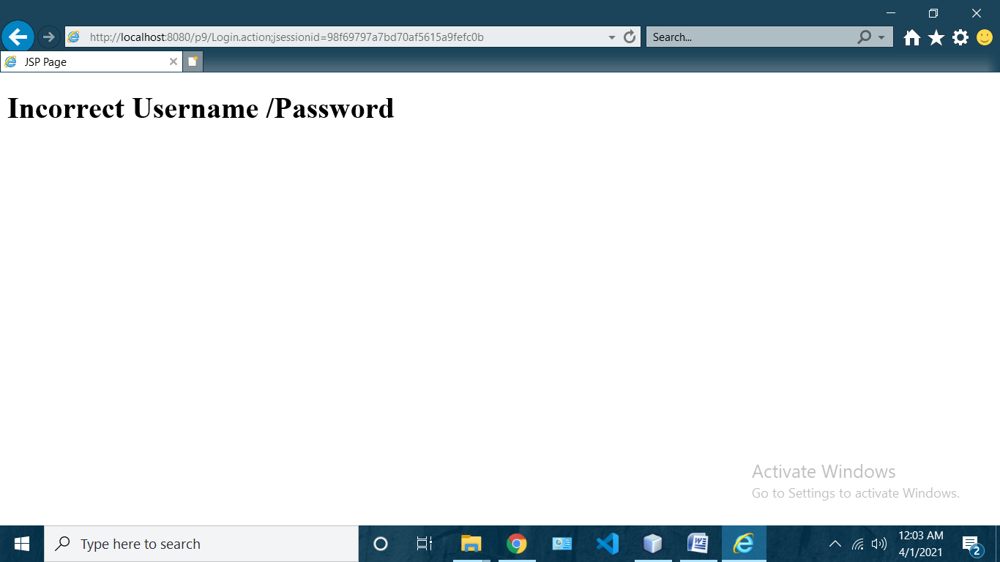 http://localhost:8080/p9/Login.action;jsessionid=98f69797a7bd70af5615a9fefc0b
Search...
JSP Page
Incorrect Username /Password
Activate Windows
Go to Settings to activate Windows.
Type here to search
12:03 AM
4/1/2021
2